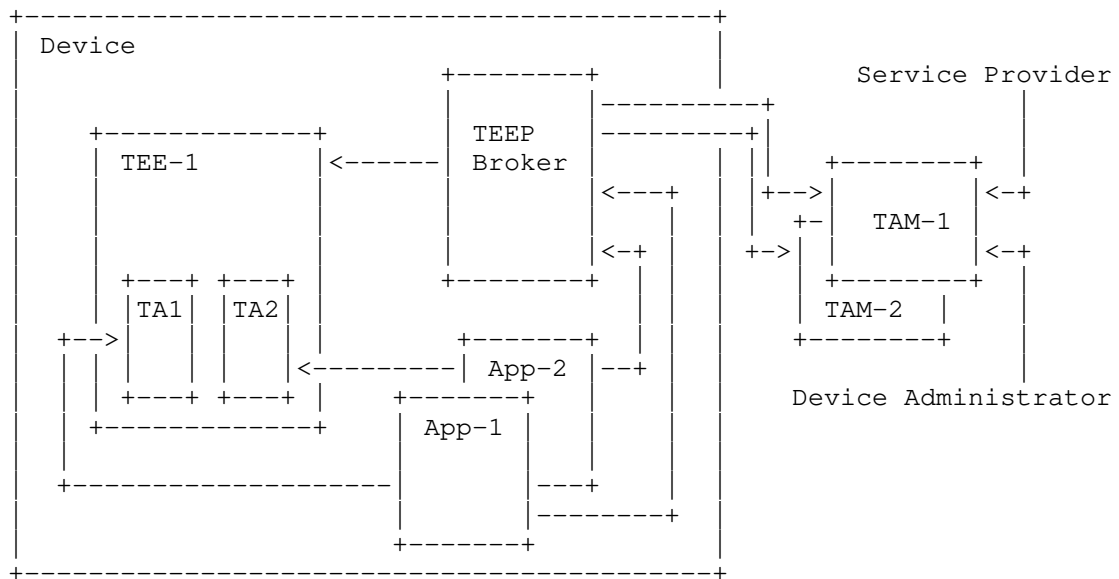 Device
Service Provider
TEEP
TEE-1
Broker
TAM-1
TA1
TA2
TAM-2
App-2
Device Administrator
App-1